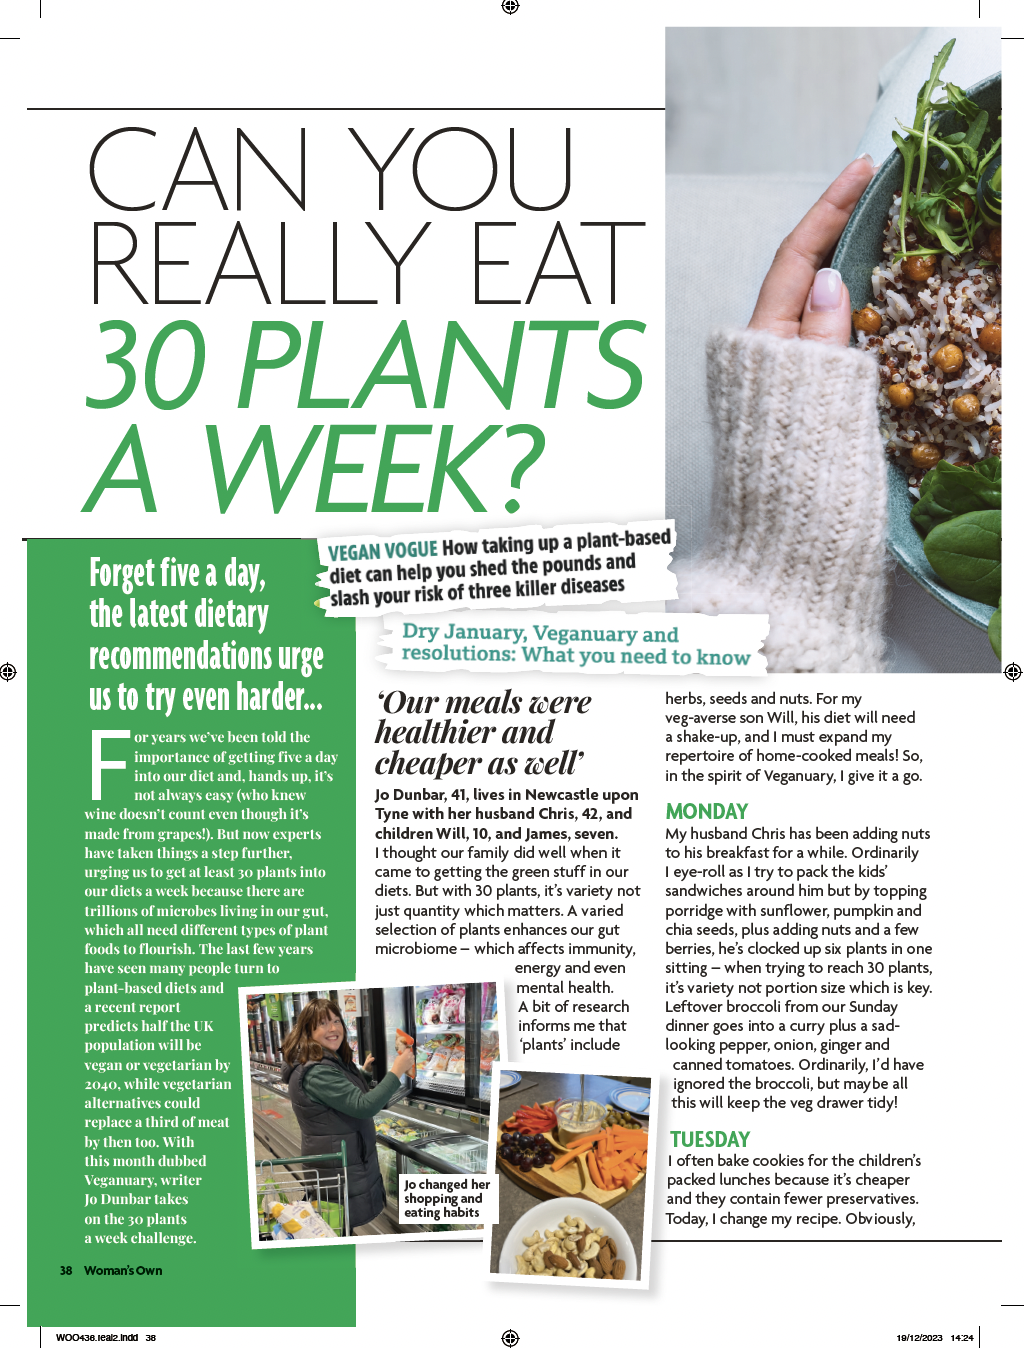 CAN YOU
REALLY EAT
30 PLANTS
A WEEK?
VEGAN VOGUE How taking up a plant-based
diet can help you shed the pounds and
slash your risk of three killer diseases
Dry January, Veganuary and
resolutions: What you need to know
Forget five a day,
the latest dietary
recommendations urge
us to try even harder...
For years we’ve been told the
importance of getting five a day
into our diet and, hands up, it’s
not always easy (who knew
wine doesn’t count even though it’s
made from grapes!). But now experts
have taken things a step further,
urging us to get at least 30 plants into
our diets a week because there are
trillions of microbes living in our gut,
which all need different types of plant
foods to flourish. The last few years
have seen many people turn to
plant-based diets and
a recent report
predicts half the UK
population will be
vegan or vegetarian by
2040, while vegetarian
alternatives could
replace a third of meat
by then too. With
this month dubbed
Veganuary, writer
Jo Dunbar takes
on the 30 plants
a week challenge.
‘Our meals were
healthier and
cheaper as well’
Jo Dunbar, 41, lives in Newcastle upon
Tyne with her husband Chris, 42, and
children Will, 10, and James, seven.
I thought our family did well when it
came to getting the green stuff in our
diets. But with 30 plants, it’s variety not
just quantity which matters. A varied
selection of plants enhances our gut
microbiome – which affects immunity,
energy and even
mental health.
A bit of research
informs me that
‘plants’ include
Jo changed her
shopping and
eating habits
herbs, seeds and nuts. For my
veg-averse son Will, his diet will need
a shake-up, and I must expand my
repertoire of home-cooked meals! So,
in the spirit of Veganuary, I give it a go.
MONDAY
My husband Chris has been adding nuts
to his breakfast for a while. Ordinarily
I eye-roll as I try to pack the kids’
sandwiches around him but by topping
porridge with sunflower, pumpkin and
chia seeds, plus adding nuts and a few
berries, he’s clocked up six plants in one
sitting – when trying to reach 30 plants,
it’s variety not portion size which is key.
Leftover broccoli from our Sunday
dinner goes into a curry plus a sad-
looking pepper, onion, ginger and
canned tomatoes. Ordinarily, I’d have
ignored the broccoli, but maybe all
this will keep the veg drawer tidy!
TUESDAY
I often bake cookies for the children’s
packed lunches because it’s cheaper
and they contain fewer preservatives.
Today, I change my recipe. Obviously,
38 Woman’s Own
WOO436.feat2.indd 38
19/12/2023 14:24